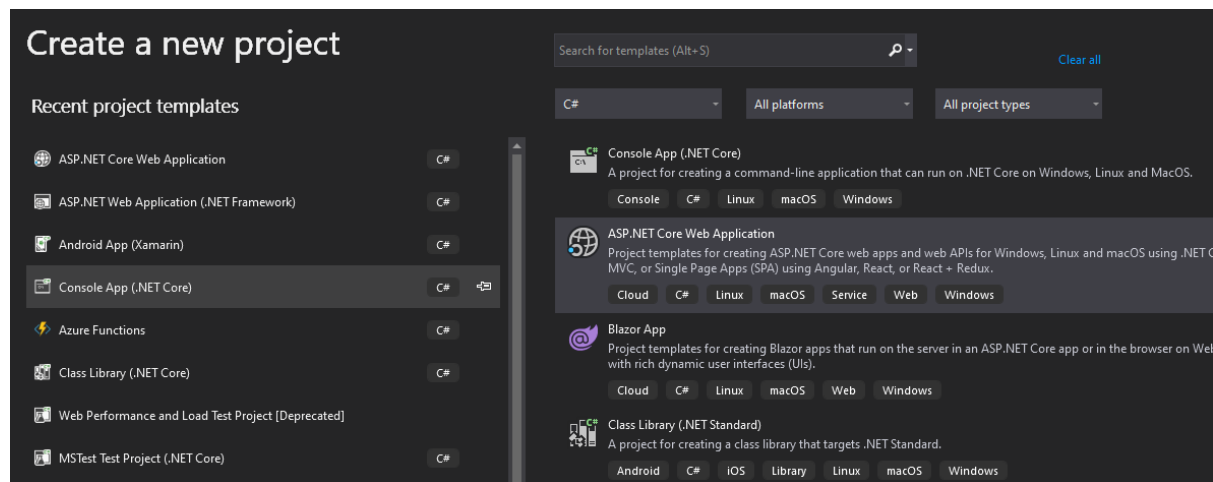 Create a new project
Search for templates (Alt+S)
Clear all
Recent project templates
C#
All platforms
All project types
ASP.NET Core Web Application C#
ASP.NET Web Application (.NET Framework) C#
Android App (Xamarin) C#
Console App (.NET Core) C#
Azure Functions C#
Class Library (.NET Core) C#
Web Performance and Load Test Project [Deprecated]
MSTest Test Project (.NET Core) C#
C# C:\
Console App (.NET Core)
A project for creating a command-line application that can run on .NET Core on Windows, Linux and MacOS.
Console C# Linux macOS Windows
ASP.NET Core Web Application
Project templates for creating ASP.NET Core web apps and web APIs for Windows, Linux and macOS using .NET
MVC, or Single Page Apps (SPA) using Angular, React, or React + Redux.
Cloud C# Linux macOS Service Web Windows
Blazor App
Project templates for creating Blazor apps that run on the server in an ASP.NET Core app or in the browser on
with rich dynamic user interfaces (UIs).
Cloud C# Linux macOS Web Windows
C#
Class Library (.NET Standard)
A project for creating a class library that targets .NET Standard.
Android C# iOS Library Linux macOS Windows